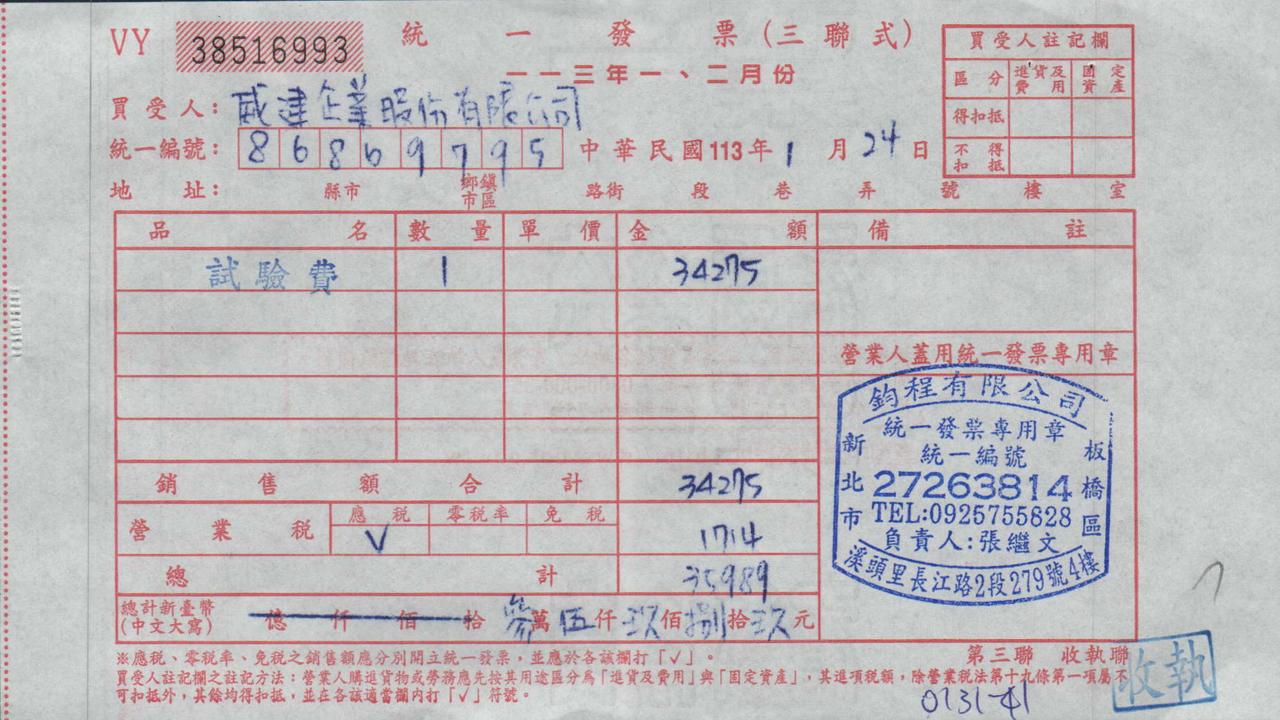 VY 38516993 統一發票(三聯式)
一一三年一、二月份
買受人註記欄
區分 進貨及費用 固定資產
得扣抵
不得扣抵
買受人:威建企業股份有限公司
統一編號:86869795 中華民國113年1月24日
地址: 縣市 鄉鎮市區 路街 段 巷 弄 號 樓 室
品名 數量 單價 金額 備註
試驗費 1 34275
營業人蓋用統一發票專用章
鈞程有限公司
統一發票專用章
統一編號
27263814
TEL:0925755828
負責人:張繼文
新北市 板橋區
溪頭里長江路2段279號4樓
銷售額合計 34275
營業稅 應稅 零稅率 免稅
V 1714
總計 35989
總計新臺幣(中文大寫) 億仟佰拾參萬伍仟玖佰捌拾玖元
※應稅、零稅率、免稅之銷售額應分別開立統一發票,並應於各該欄打「√」。
第三聯 收執聯
買受人註記欄之註記方法:營業人購進貨物或勞務應先按其用途區分為「進貨及費用」與「固定資產」,其進項稅額,除營業稅法第十九條第一項屬不
可扣抵外,其餘均得扣抵,並在各該適當欄內打「√」符號。
收執
0131-41